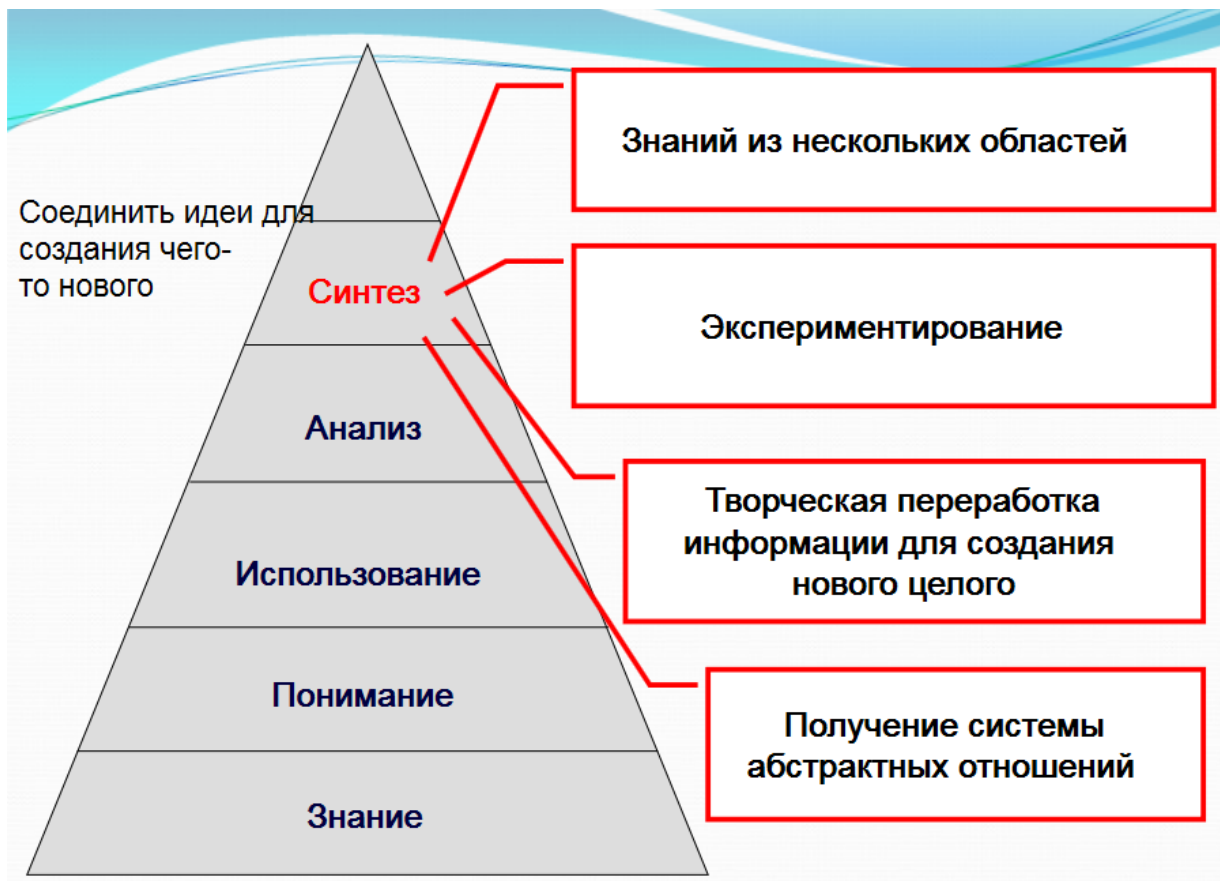 Знаний из нескольких областей
Соединить идеи для
создания чего-
то нового
Синтез
Экспериментирование
Анализ
Творческая переработка
информации для создания
нового целого
Использование
Понимание
Получение системы
абстрактных отношений
Знание